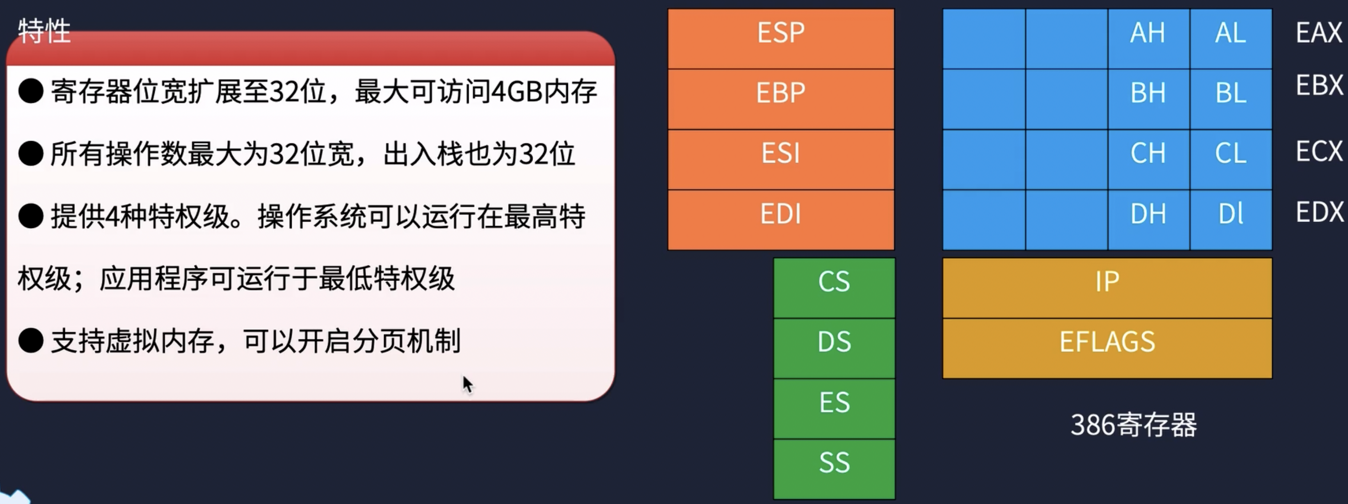 特性
● 寄存器位宽扩展至32位，最大可访问4GB内存
● 所有操作数最大为32位宽，出入栈也为32位
● 提供4种特权级。操作系统可以运行在最高特
权级；应用程序可运行于最低特权级
● 支持虚拟内存，可以开启分页机制
ESP
EBP
ESI
EDI
CS
DS
ES
SS
AH AL EAX
BH BL EBX
CH CL ECX
DH Dl EDX
IP
EFLAGS
386寄存器